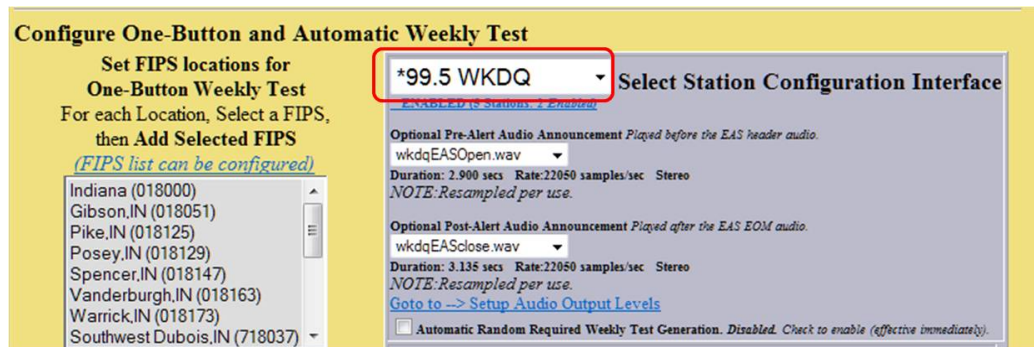 Configure One-Button and Automatic Weekly Test
Set FIPS locations for
One-Button Weekly Test
For each Location, Select a FIPS,
then Add Selected FIPS
(FIPS list can be configured)
Indiana (018000)
Gibson,IN (018051)
Pike,IN (018125)
Posey,IN (018129)
Spencer,IN (018147)
Vanderburgh,IN (018163)
Warrick,IN (018173)
Southwest Dubois,IN (718037)
*99.5 WKDQ
Select Station Configuration Interface
ENABLED (8 Stations: 2 Enabled)
Optional Pre-Alert Audio Announcement Played before the EAS header audio.
wkdqEASOpen.wav
Duration: 2.900 secs Rate:22050 samples/sec Stereo
NOTE:Resampled per use.
Optional Post-Alert Audio Announcement Played after the EAS EOM audio.
wkdqEASclose.wav
Duration: 3.135 secs Rate:22050 samples/sec Stereo
NOTE:Resampled per use.
Goto to --> Setup Audio Output Levels
Automatic Random Required Weekly Test Generation. Disabled. Check to enable (effective immediately).